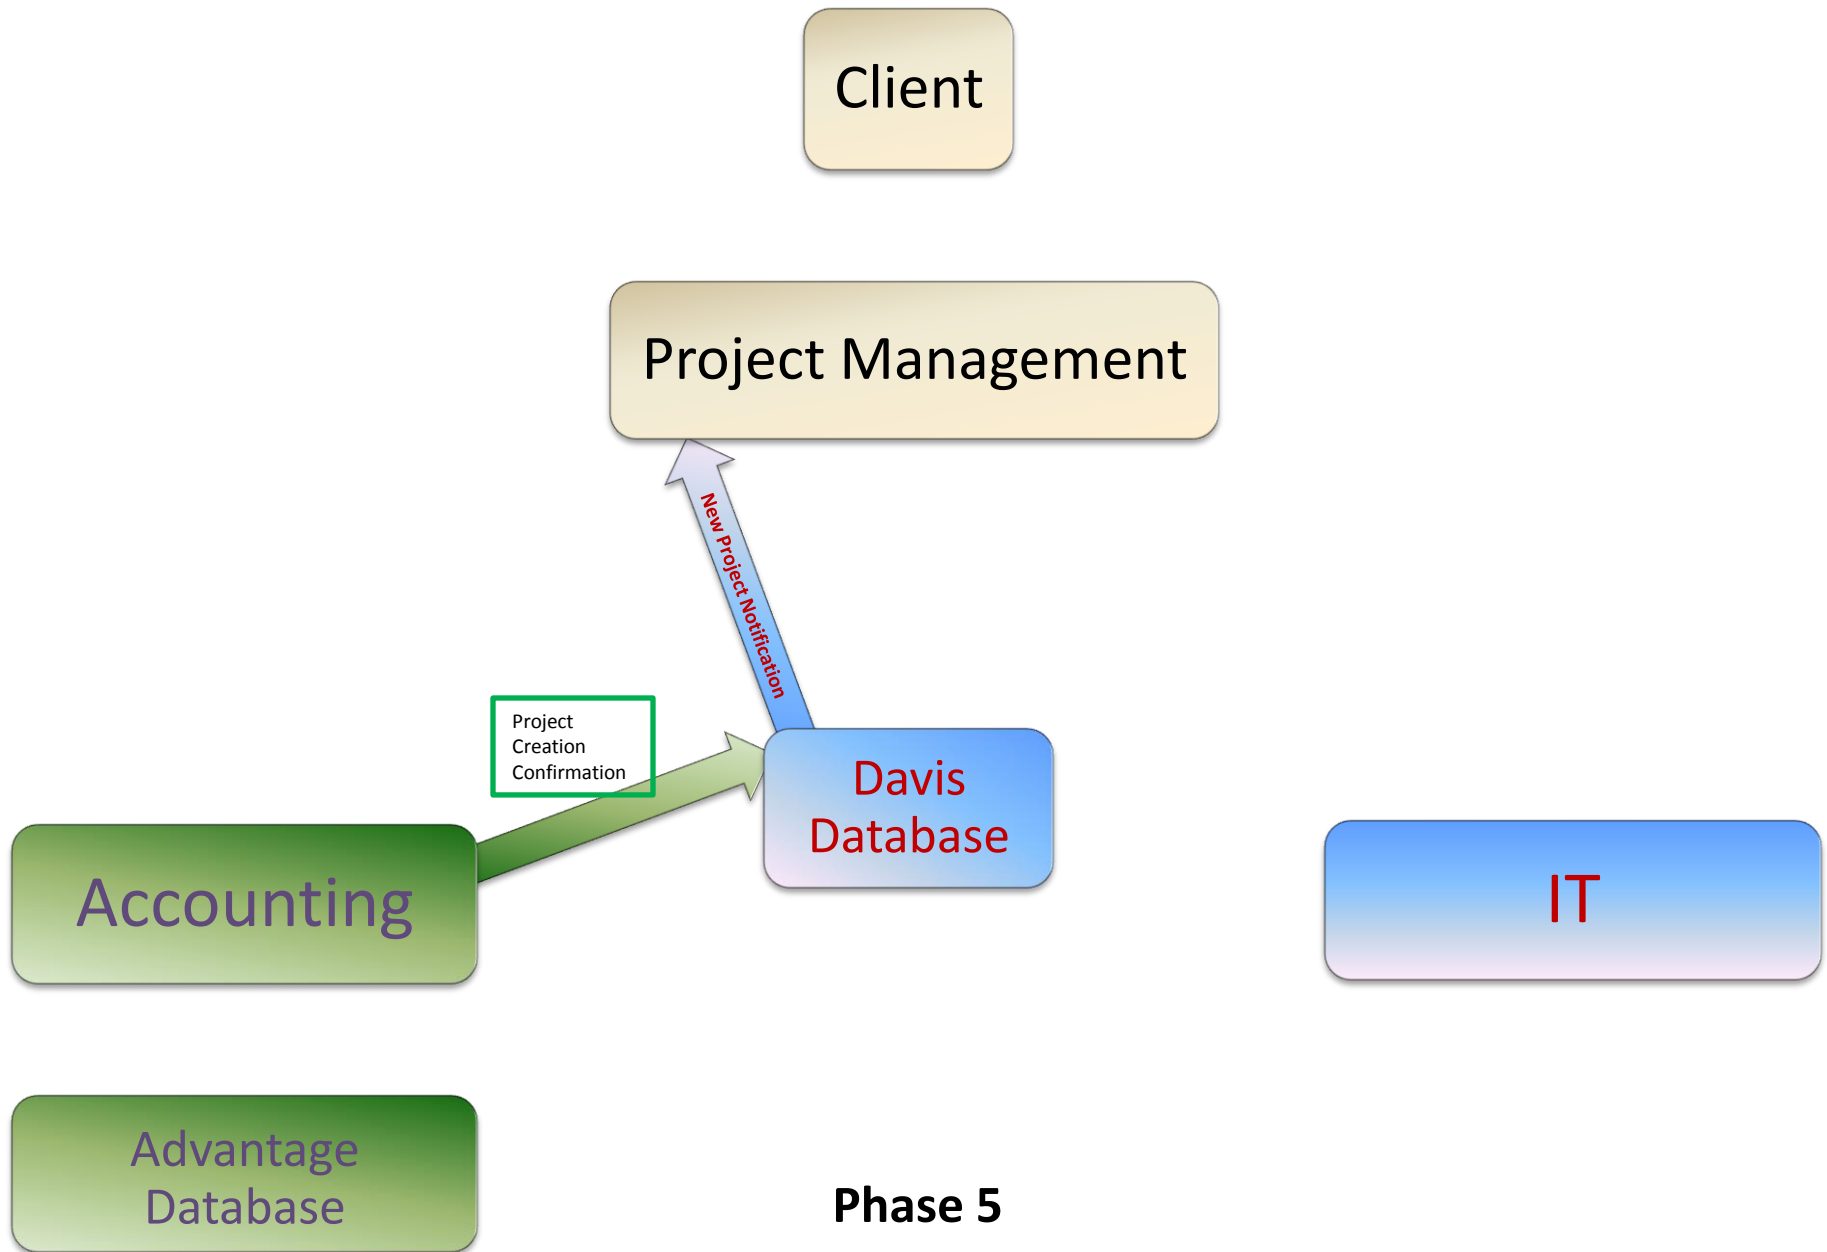 Client
Project Management
New Project Notification
Project
Creation
Confirmation
Davis
Database
Accounting
IT
Advantage
Database
Phase 5